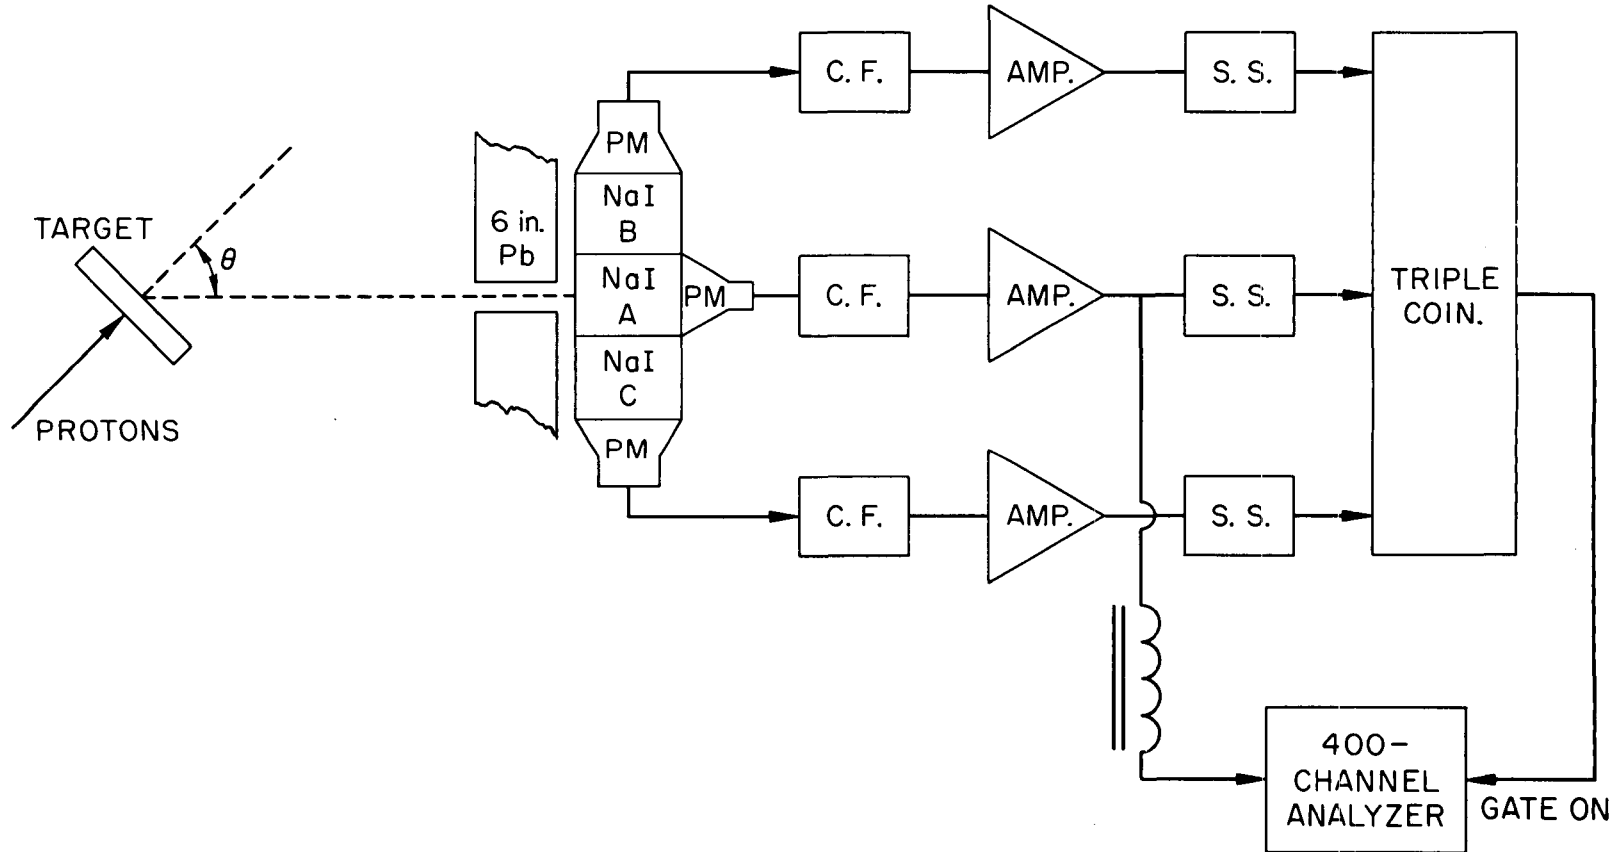 C. F.
AMP.
S. S.
PM
NaI
B
6 in.
Pb
TARGET
θ
NaI
A
PM
C. F.
AMP.
S. S.
TRIPLE
COIN.
NaI
C
PROTONS
PM
C. F.
AMP.
S. S.
400-
CHANNEL
ANALYZER
GATE ON